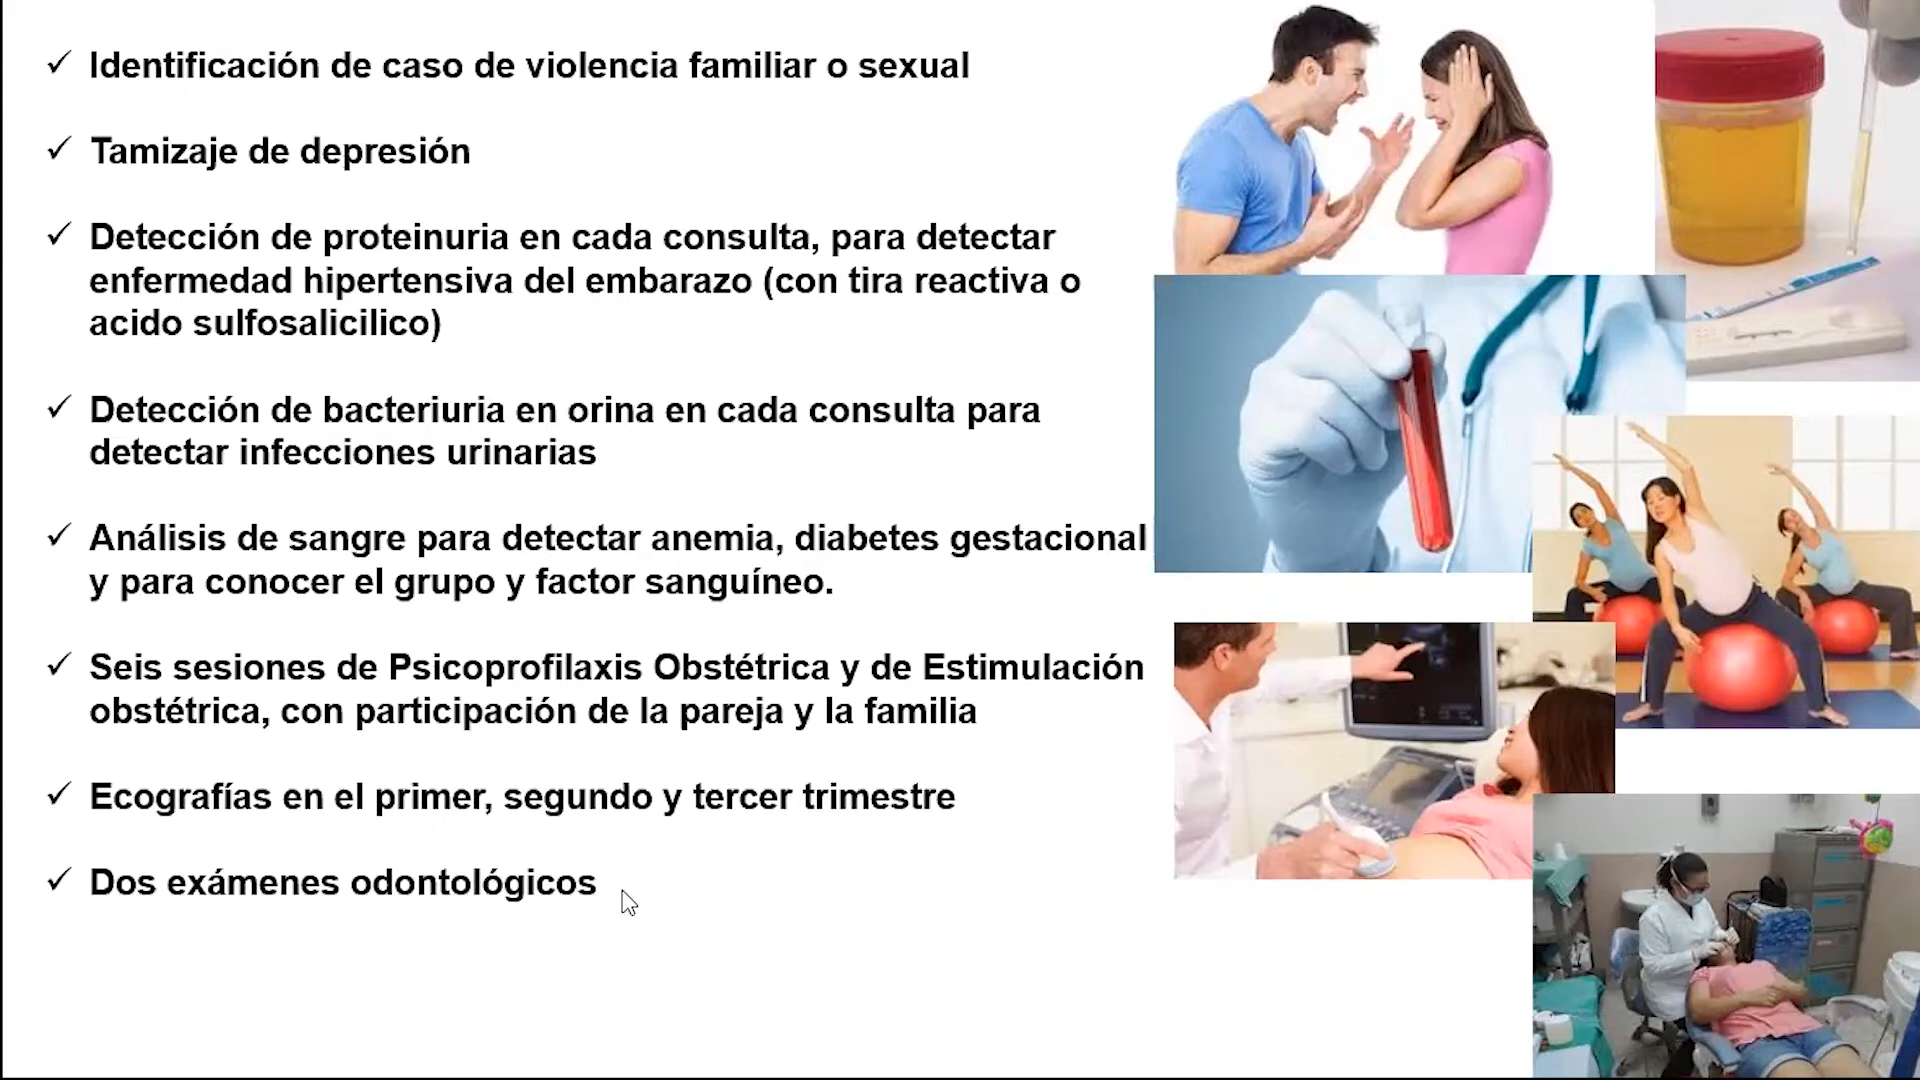 ✓ Identificación de caso de violencia familiar o sexual
✓ Tamizaje de depresión
✓ Detección de proteinuria en cada consulta, para detectar
enfermedad hipertensiva del embarazo (con tira reactiva o
acido sulfosalicilico)
✓ Detección de bacteriuria en orina en cada consulta para
detectar infecciones urinarias
✓ Análisis de sangre para detectar anemia, diabetes gestacional
y para conocer el grupo y factor sanguíneo.
✓ Seis sesiones de Psicoprofilaxis Obstétrica y de Estimulación
obstétrica, con participación de la pareja y la familia
✓ Ecografías en el primer, segundo y tercer trimestre
✓ Dos exámenes odontológicos